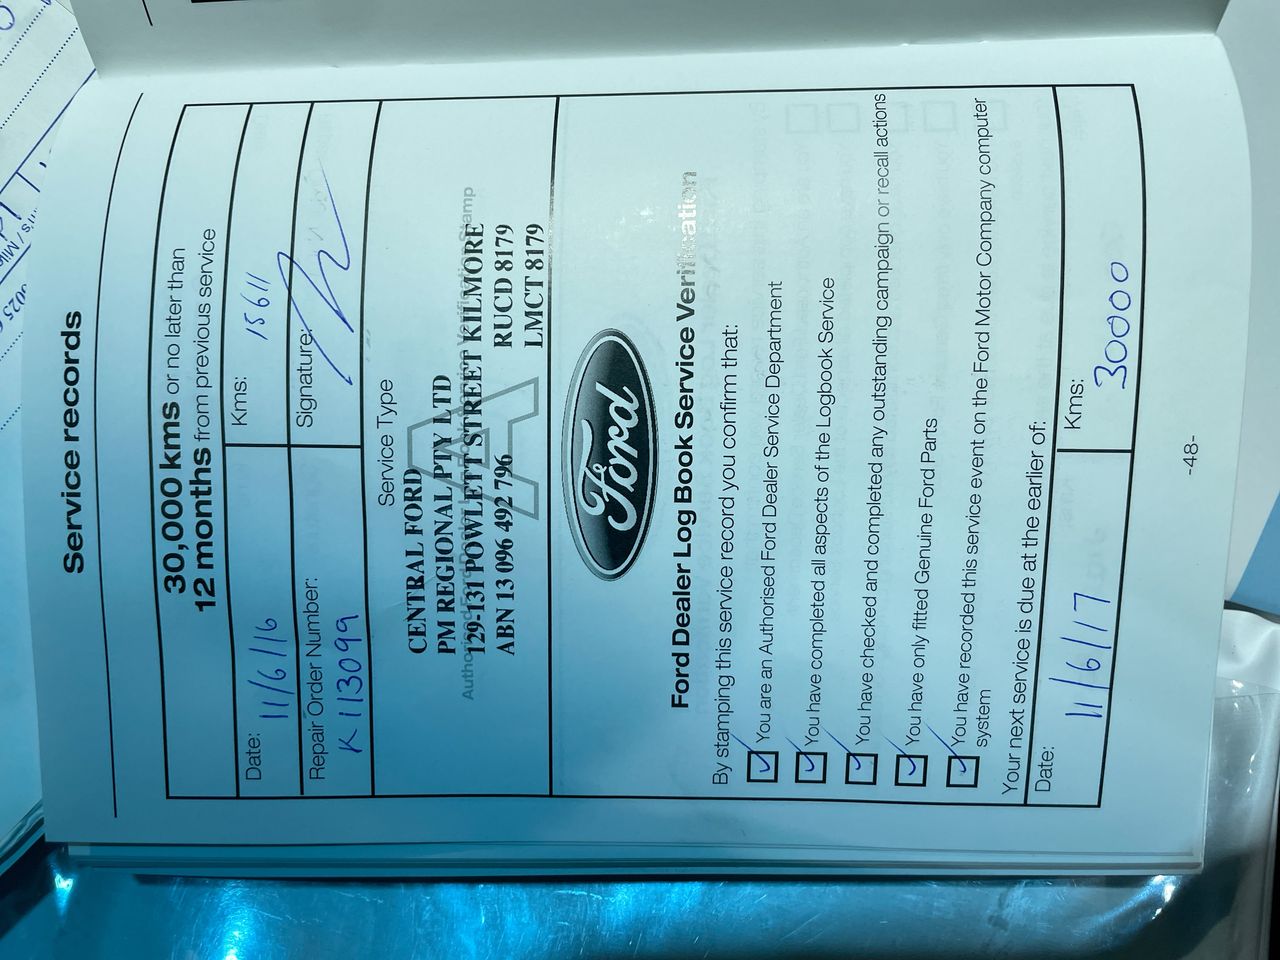 Service records
30,000 kms or no later than
12 months from previous service
Date: 11/6/16 Kms: 15611
Repair Order Number: Signature:
K113099
Service Type
CENTRAL FORD
PM REGIONAL PTY LTD
129-131 POWLETT STREET KILMORE
ABN 13 096 492 796 RUCD 8179
LMCT 8179
A
Ford
Ford Dealer Log Book Service Verification
By stamping this service record you confirm that:
You are an Authorised Ford Dealer Service Department
You have completed all aspects of the Logbook Service
You have checked and completed any outstanding campaign or recall actions
You have only fitted Genuine Ford Parts
You have recorded this service event on the Ford Motor Company computer
system
Your next service is due at the earlier of:
Date: Kms:
11/6/17 30000
-48-